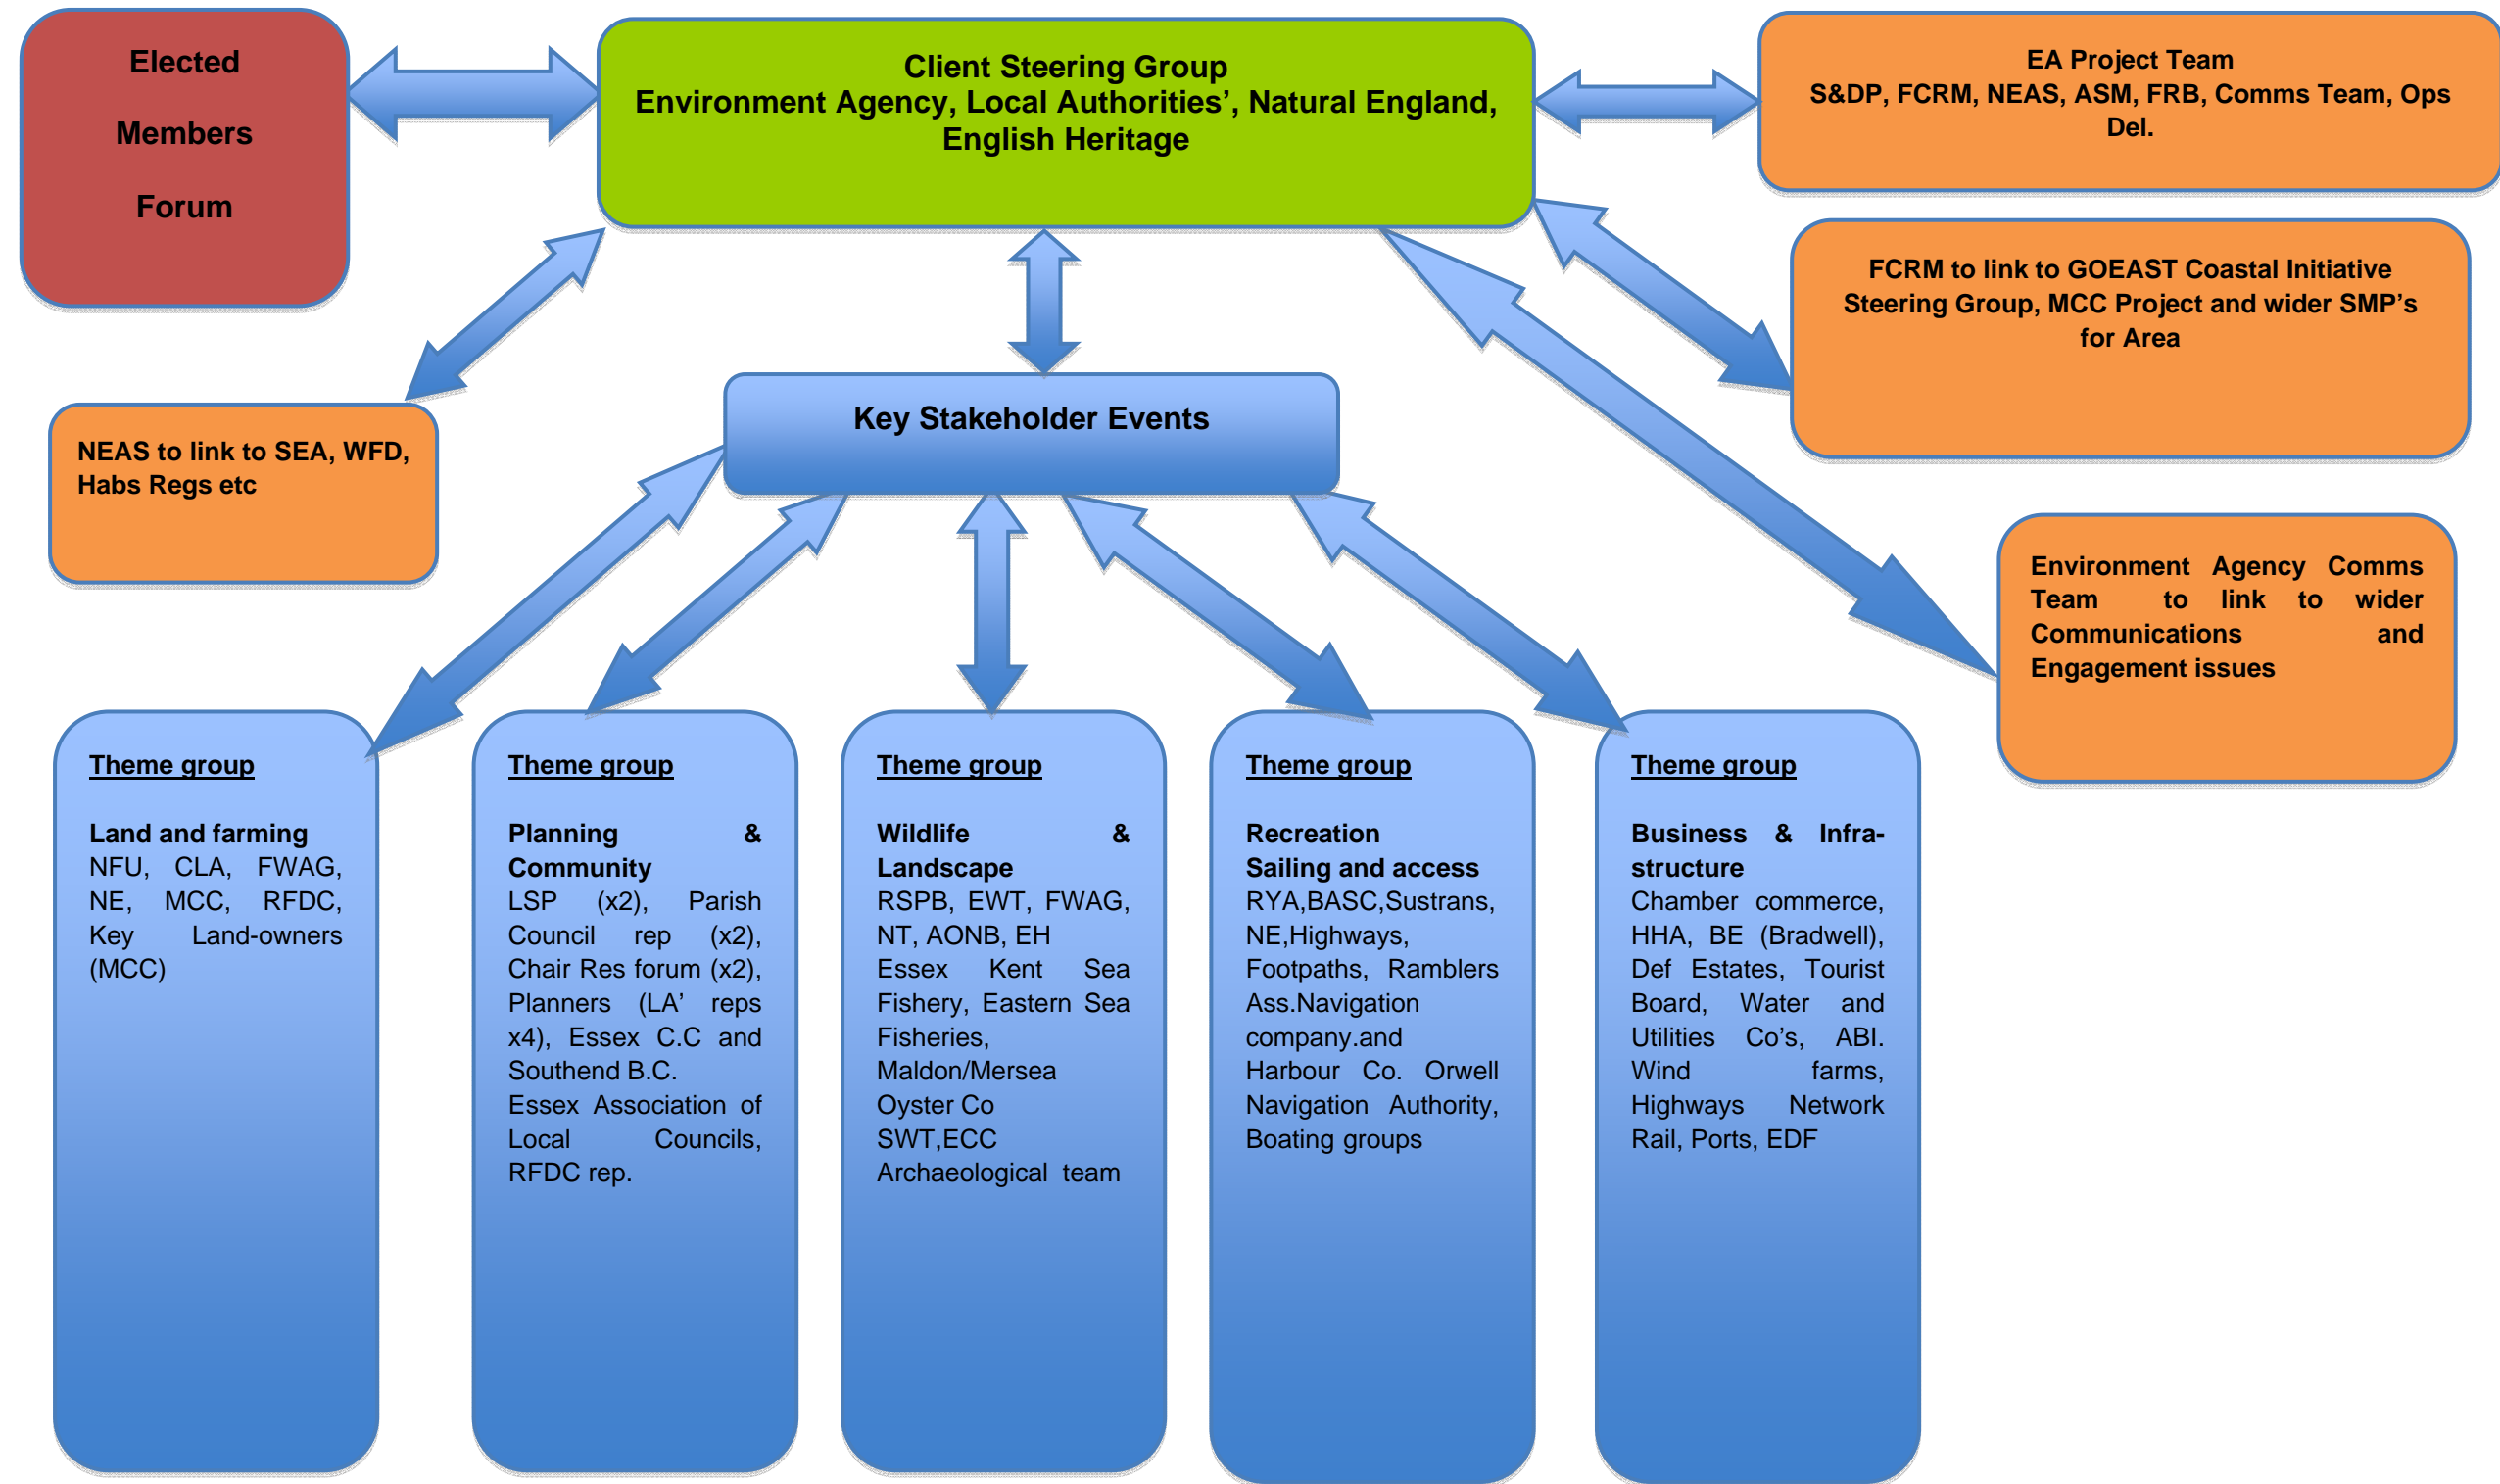 Elected
Members
Forum
Client Steering Group
Environment Agency, Local Authorities’, Natural England,
English Heritage
EA Project Team
S&DP, FCRM, NEAS, ASM, FRB, Comms Team, Ops
Del.
FCRM to link to GOEAST Coastal Initiative
Steering Group, MCC Project and wider SMP’s
for Area
Key Stakeholder Events
NEAS to link to SEA, WFD,
Habs Regs etc
Environment Agency Comms
Team to link to wider
Communications and
Engagement issues
Theme group
Land and farming
NFU, CLA, FWAG,
NE, MCC, RFDC,
Key Land-owners
(MCC)
Theme group
Planning &
Community
LSP (x2), Parish
Council rep (x2),
Chair Res forum (x2),
Planners (LA’ reps
x4), Essex C.C and
Southend B.C.
Essex Association of
Local Councils,
RFDC rep.
Theme group
Wildlife &
Landscape
RSPB, EWT, FWAG,
NT, AONB, EH
Essex Kent Sea
Fishery, Eastern Sea
Fisheries,
Maldon/Mersea
Oyster Co
SWT,ECC
Archaeological team
Theme group
Recreation
Sailing and access
RYA,BASC,Sustrans,
NE,Highways,
Footpaths, Ramblers
Ass.Navigation
company.and
Harbour Co. Orwell
Navigation Authority,
Boating groups
Theme group
Business & Infra-
structure
Chamber commerce,
HHA, BE (Bradwell),
Def Estates, Tourist
Board, Water and
Utilities Co’s, ABI.
Wind farms,
Highways Network
Rail, Ports, EDF